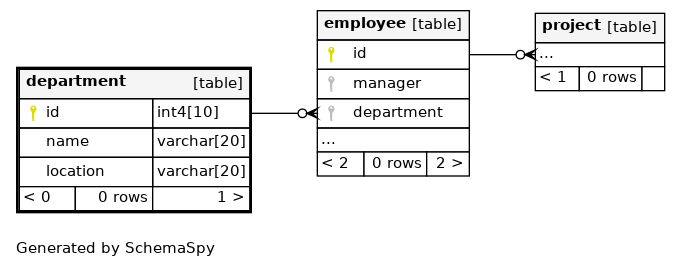 employee [table]
id
manager
department
...
< 2 0 rows 2 >
project [table]
...
< 1 0 rows
department [table]
id int4[10]
name varchar[20]
location varchar[20]
< 0 0 rows 1 >
Generated by SchemaSpy